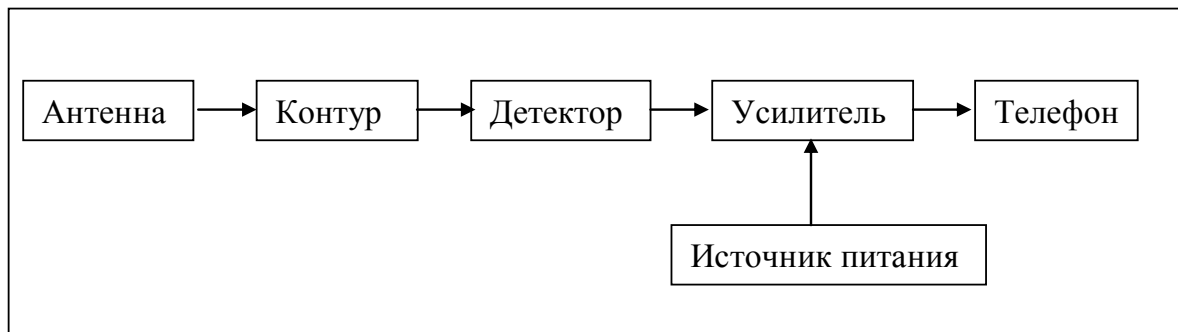 Антенна
Контур
Детектор
Усилитель
Телефон
Источник питания